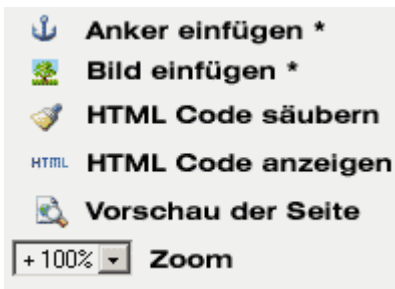 Anker einfügen *
Bild einfügen *
HTML Code säubern
HTML HTML Code anzeigen
Vorschau der Seite
+ 100% Zoom